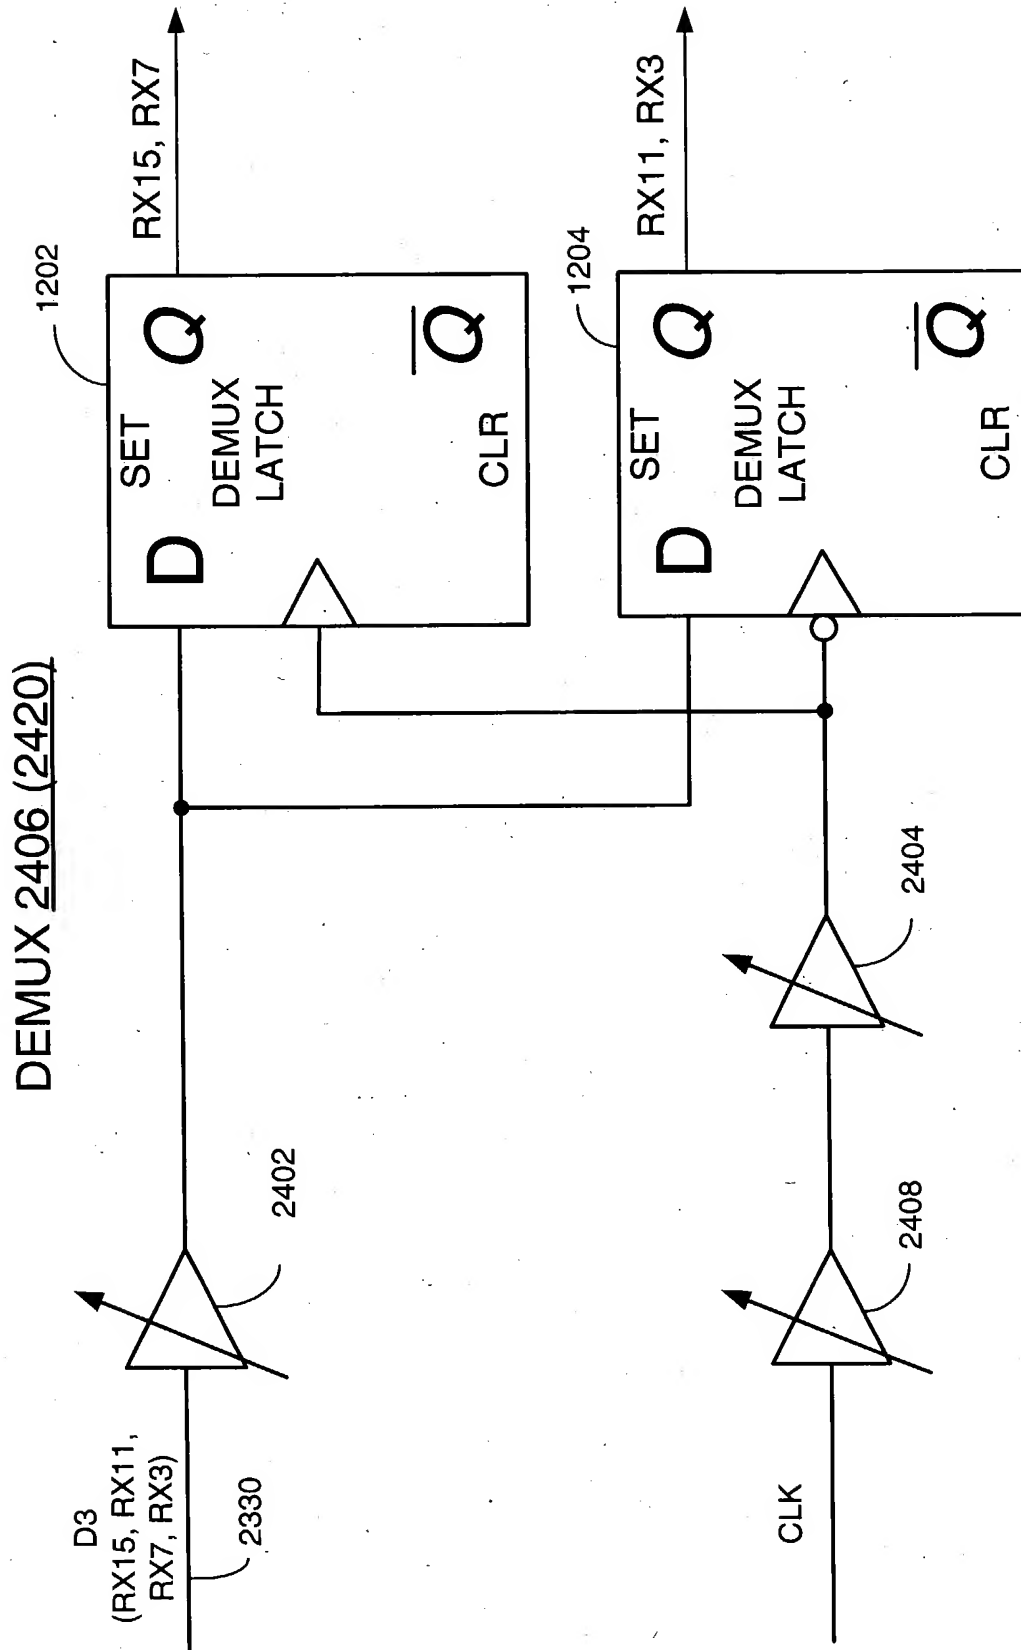 DEMUX 2406 (2420)
D3
(RX15, RX11,
RX7, RX3)
2330
2402
1202
SET
D
Q
DEMUX
LATCH
Q
CLR
RX15, RX7
CLK
2408
2404
1204
SET
D
Q
DEMUX
LATCH
Q
CLR
RX11, RX3